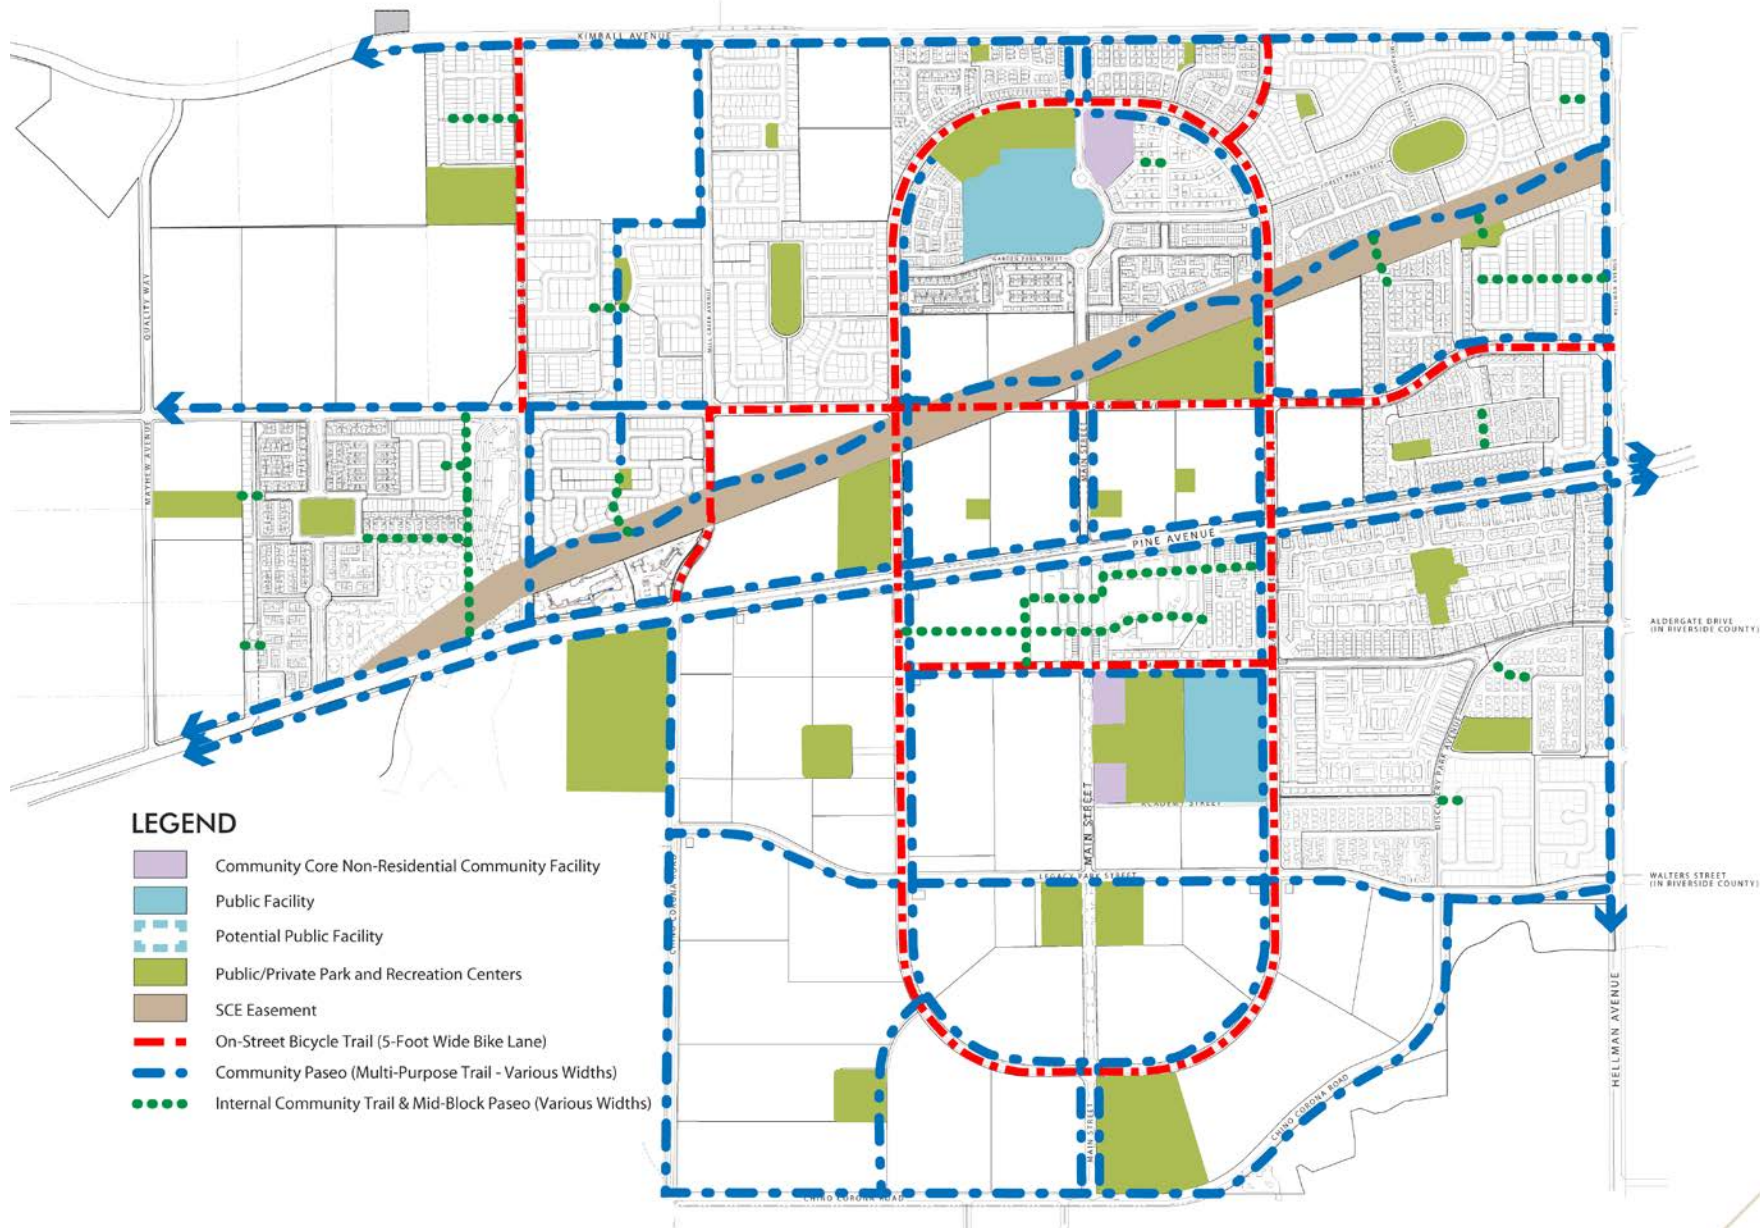 KIMBALL AVENUE
FOREST PARK STREET
GARDEN PARK STREET
QUALITY WAY
MILL CREEK AVENUE
HELLMAN AVENUE
MAYHEW AVENUE
MAIN STREET
PINE AVENUE
ALDERGATE DRIVE
(IN RIVERSIDE COUNTY)
DISCOVERY PARK AVENUE
ACADEMY STREET
MAIN STREET
LEGACY PARK STREET
WALTERS STREET
(IN RIVERSIDE COUNTY)
CHINO CORONA ROAD
HELLMAN AVENUE
CHINO CORONA ROAD
MAIN STREET
CHINO CORONA ROAD
LEGEND
Community Core Non-Residential Community Facility
Public Facility
Potential Public Facility
Public/Private Park and Recreation Centers
SCE Easement
On-Street Bicycle Trail (5-Foot Wide Bike Lane)
Community Paseo (Multi-Purpose Trail - Various Widths)
Internal Community Trail & Mid-Block Paseo (Various Widths)